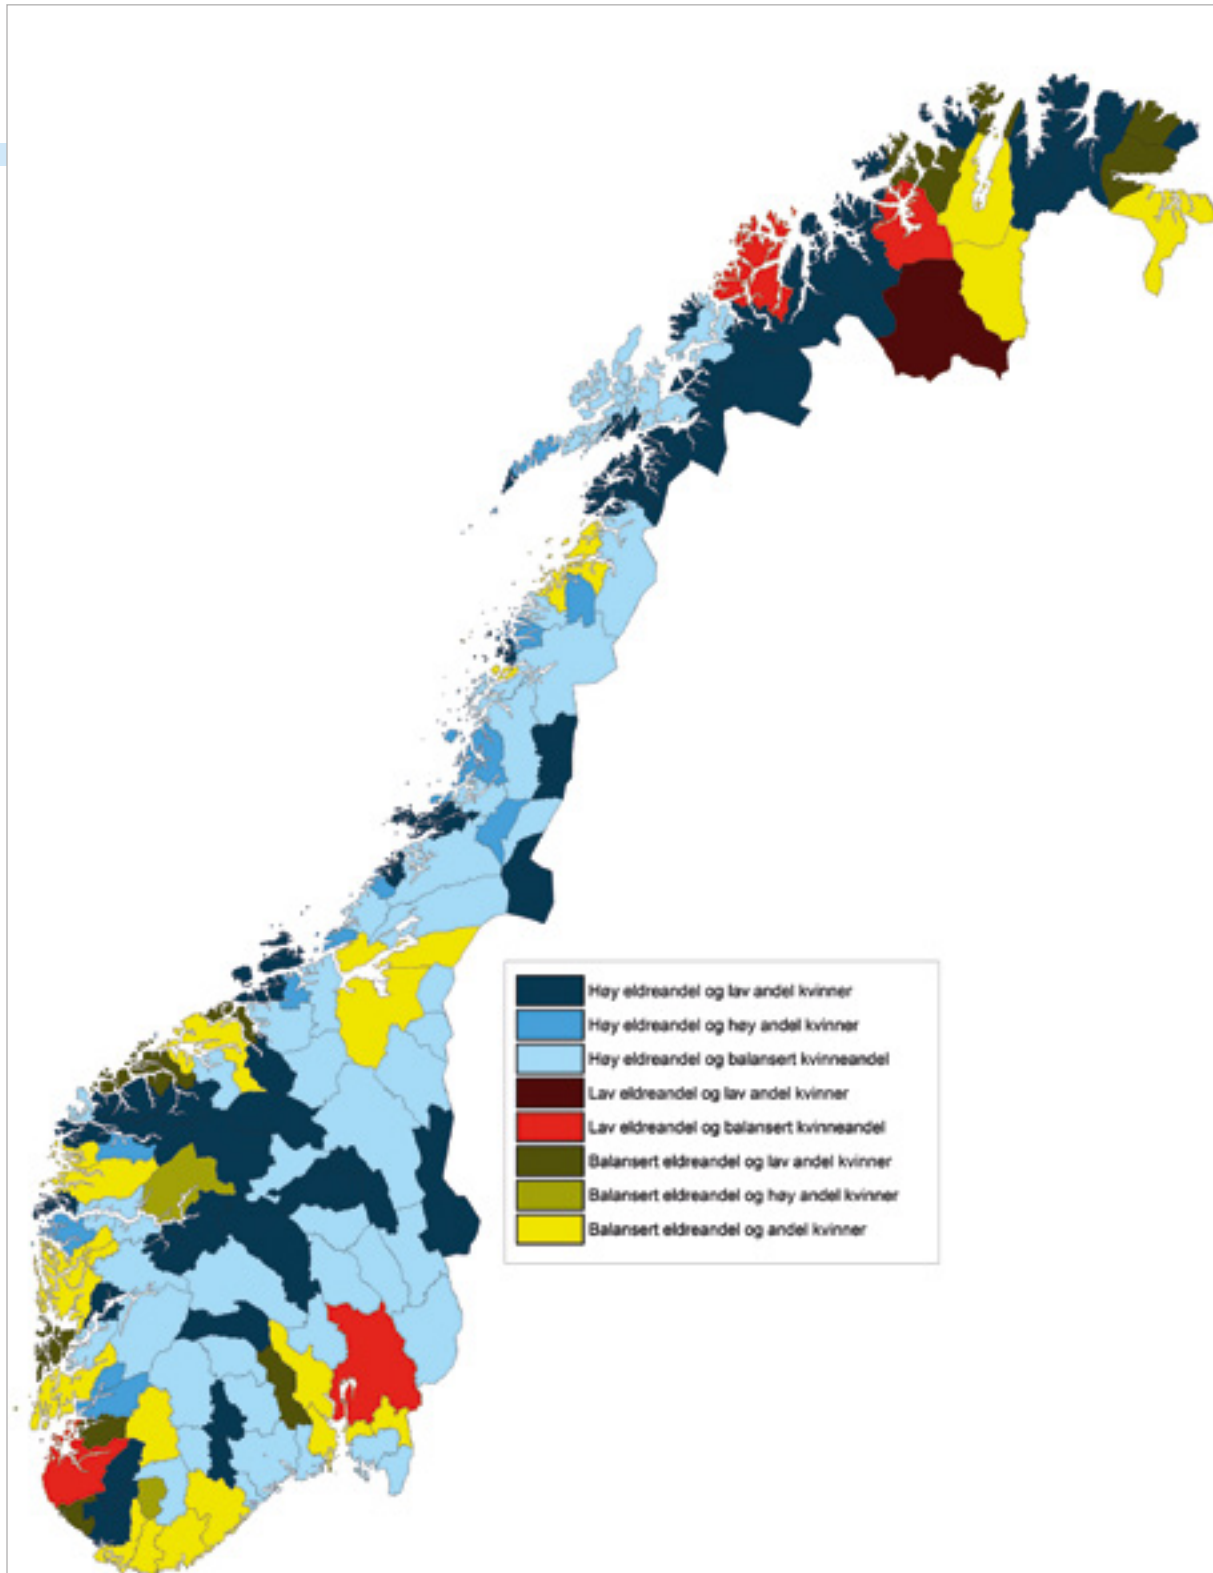 Høy eldreandel og lav andel kvinner
Høy eldreandel og høy andel kvinner
Høy eldreandel og balansert kvinneandel
Lav eldreandel og lav andel kvinner
Lav eldreandel og balansert kvinneandel
Balansert eldreandel og lav andel kvinner
Balansert eldreandel og høy andel kvinner
Balansert eldreandel og andel kvinner